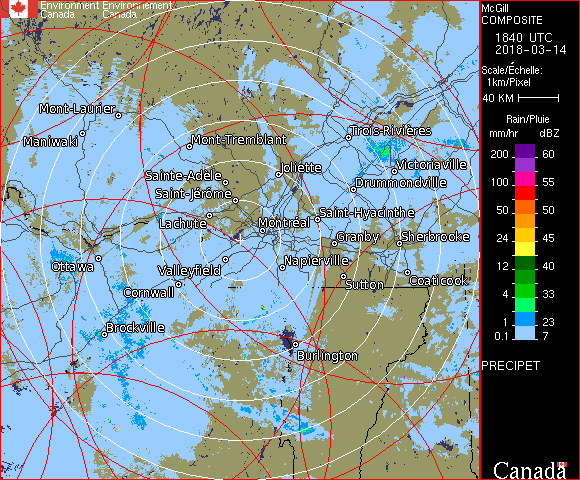 Environment Environnement
Canada Canada
McGill
COMPOSITE
1840 UTC
2018-03-14
Scale/Échelle:
1km/Pixel
40 KM
Rain/Pluie
mm/hr dBZ
200 60
100 55
50 50
24 45
12 40
4 33
1 23
0.1 7
PRECIPET
Canada
Mont-Laurier
Maniwaki
Mont-Tremblant
Trois-Rivières
Victoriaville
Joliette
Sainte-Adèle
Drummondville
Saint-Jérôme
Lachute
Montréal
Saint-Hyacinthe
Granby
Sherbrooke
Ottawa
Valleyfield
Napierville
Sutton
Coaticook
Cornwall
Brockville
Burlington